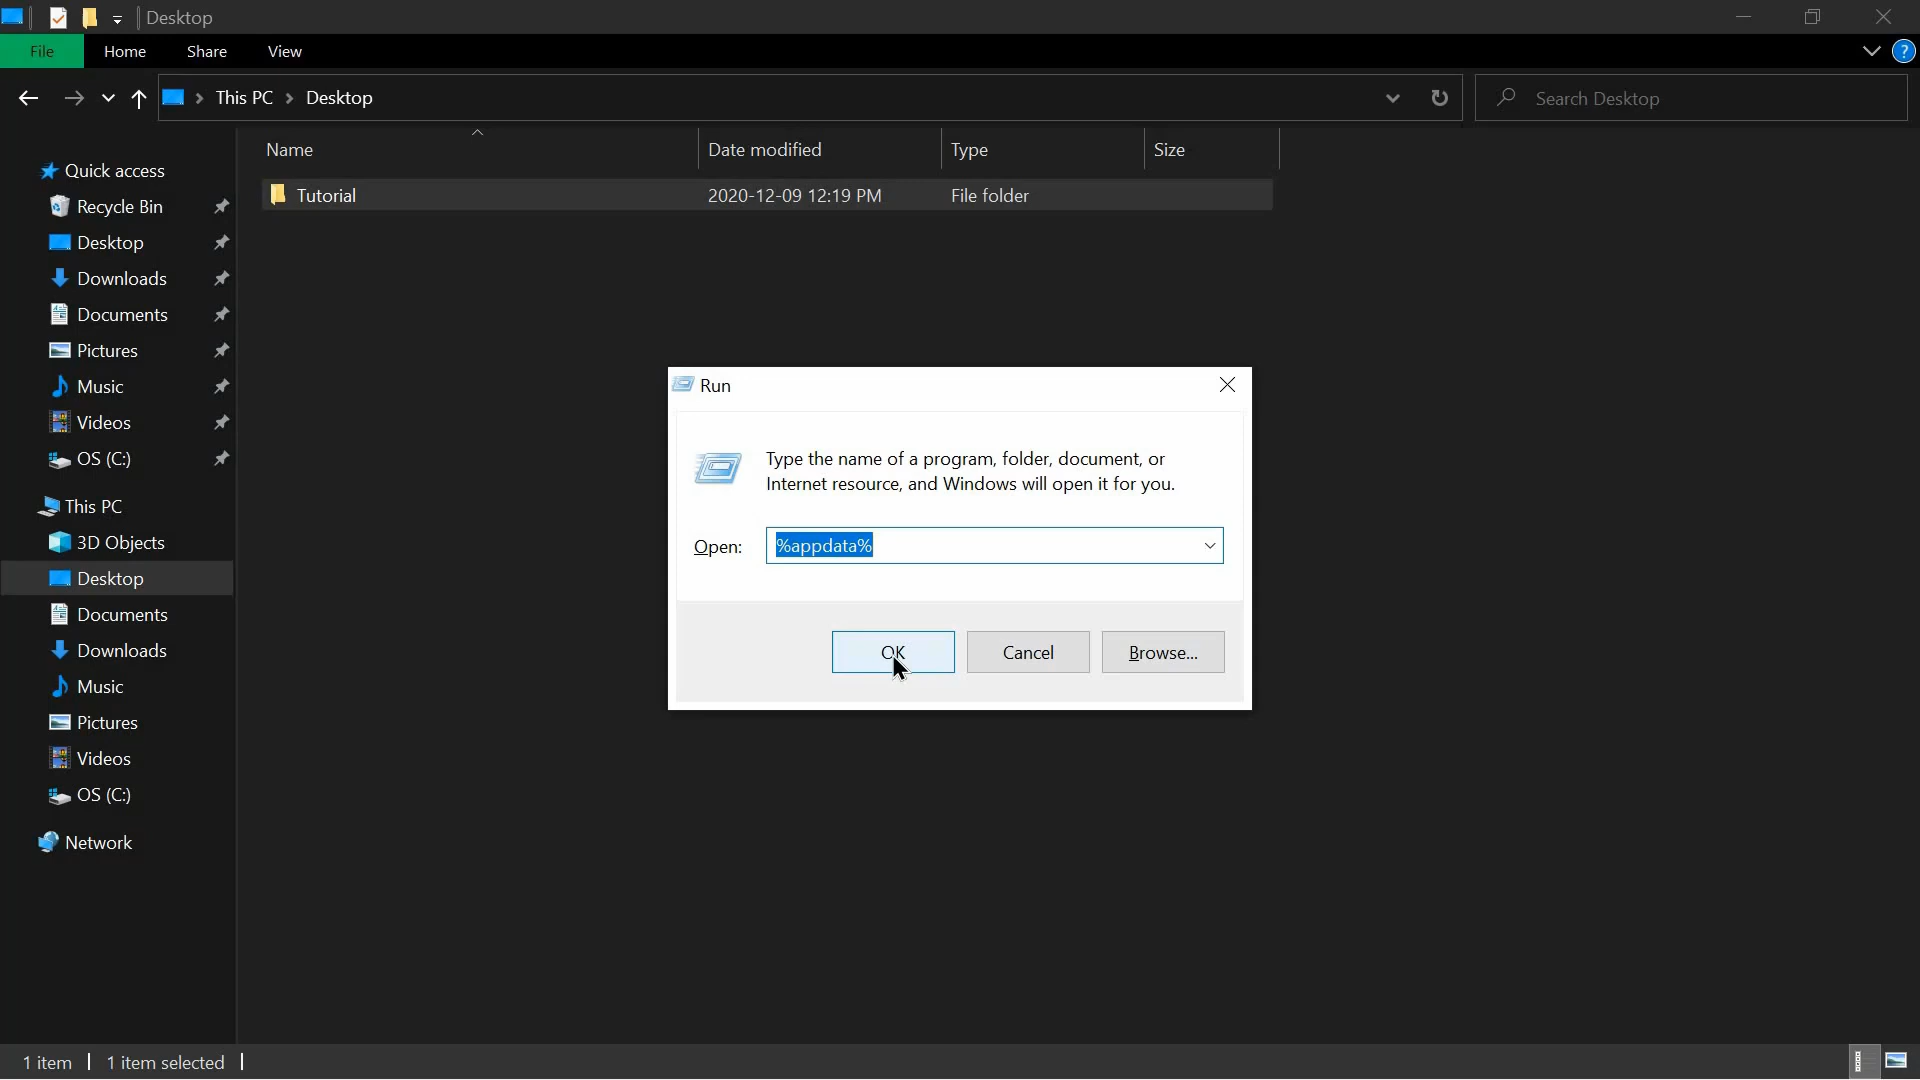 Desktop
File Home Share View
This PC Desktop
Search Desktop
Name Date modified Type Size
Tutorial 2020-12-09 12:19 PM File folder
Quick access
Recycle Bin
Desktop
Downloads
Documents
Pictures
Music
Videos
OS (C:)
This PC
3D Objects
Desktop
Documents
Downloads
Music
Pictures
Videos
OS (C:)
Network
Run
Type the name of a program, folder, document, or
Internet resource, and Windows will open it for you.
Open: %appdata%
OK Cancel Browse...
1 item 1 item selected